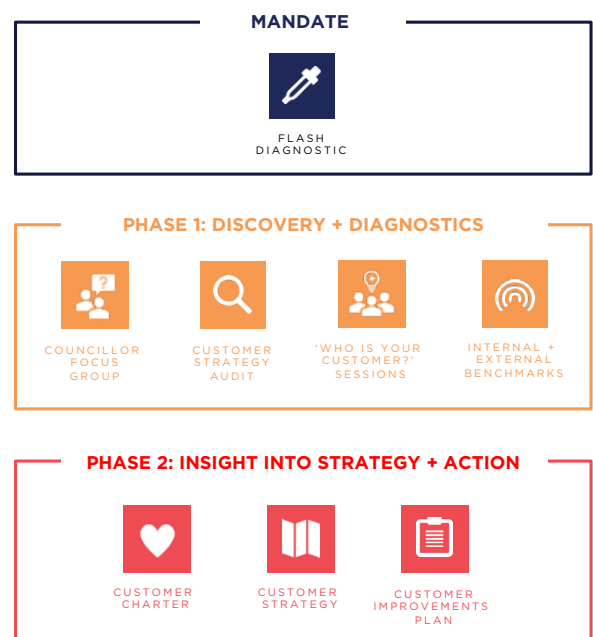 MANDATE
FLASH
DIAGNOSTIC
PHASE 1: DISCOVERY + DIAGNOSTICS
COUNCILLOR
FOCUS
GROUP
CUSTOMER
STRATEGY
AUDIT
'WHO IS YOUR
CUSTOMER?'
SESSIONS
INTERNAL +
EXTERNAL
BENCHMARKS
PHASE 2: INSIGHT INTO STRATEGY + ACTION
CUSTOMER
CHARTER
CUSTOMER
STRATEGY
CUSTOMER
IMPROVEMENTS
PLAN